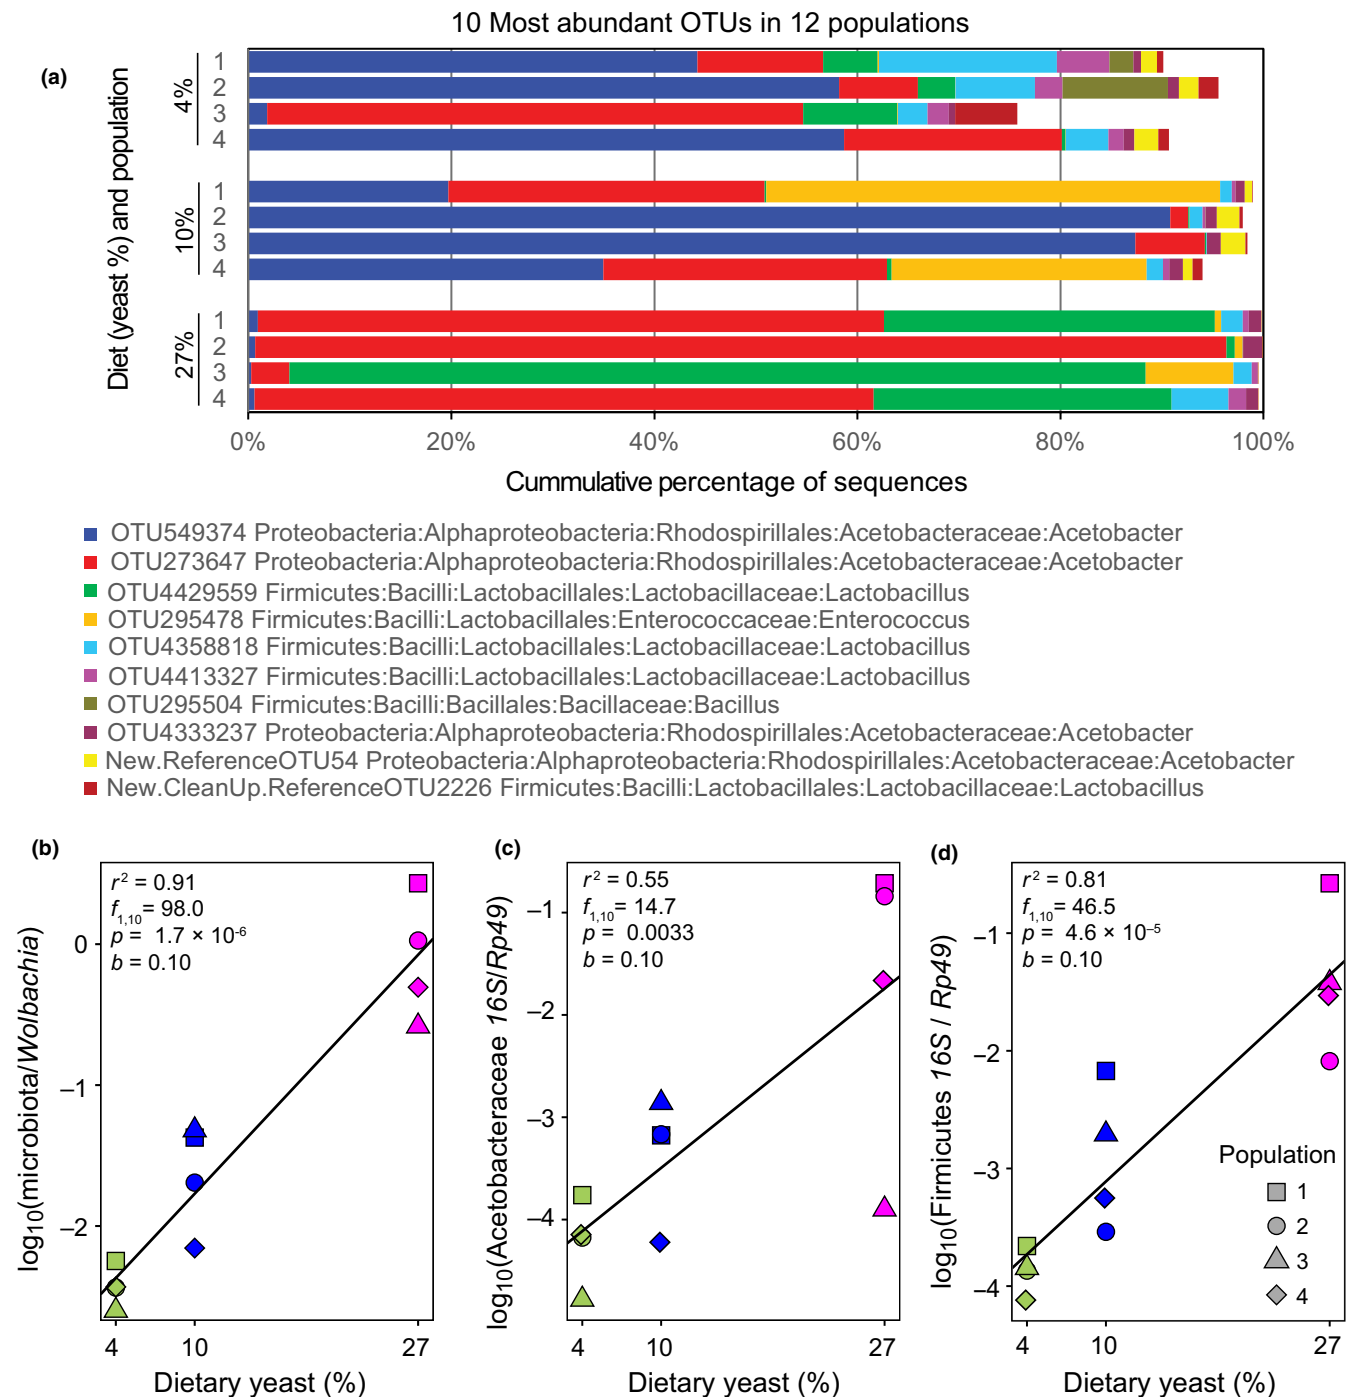 10 Most abundant OTUs in 12 populations
(a)
Diet (yeast %) and population
4%
1
2
3
4
10%
1
2
3
4
27%
1
2
3
4
0% 20% 40% 60% 80% 100%
Cummulative percentage of sequences
OTU549374 Proteobacteria:Alphaproteobacteria:Rhodospirillales:Acetobacteraceae:Acetobacter
OTU273647 Proteobacteria:Alphaproteobacteria:Rhodospirillales:Acetobacteraceae:Acetobacter
OTU4429559 Firmicutes:Bacilli:Lactobacillales:Lactobacillaceae:Lactobacillus
OTU295478 Firmicutes:Bacilli:Lactobacillales:Enterococcaceae:Enterococcus
OTU4358818 Firmicutes:Bacilli:Lactobacillales:Lactobacillaceae:Lactobacillus
OTU4413327 Firmicutes:Bacilli:Lactobacillales:Lactobacillaceae:Lactobacillus
OTU295504 Firmicutes:Bacilli:Bacillales:Bacillaceae:Bacillus
OTU4333237 Proteobacteria:Alphaproteobacteria:Rhodospirillales:Acetobacteraceae:Acetobacter
New.ReferenceOTU54 Proteobacteria:Alphaproteobacteria:Rhodospirillales:Acetobacteraceae:Acetobacter
New.CleanUp.ReferenceOTU2226 Firmicutes:Bacilli:Lactobacillales:Lactobacillaceae:Lactobacillus
(b)
r² = 0.91
f₁,₁₀ = 98.0
p = 1.7 × 10⁻⁶
b = 0.10
log₁₀(microbiota/Wolbachia)
0
–1
–2
4 10 27
Dietary yeast (%)
(c)
r² = 0.55
f₁,₁₀ = 14.7
p = 0.0033
b = 0.10
log₁₀(Acetobacteraceae 16S/Rp49)
–1
–2
–3
–4
4 10 27
Dietary yeast (%)
(d)
r² = 0.81
f₁,₁₀ = 46.5
p = 4.6 × 10⁻⁵
b = 0.10
log₁₀(Firmicutes 16S / Rp49)
–1
–2
–3
–4
Population
1
2
3
4
4 10 27
Dietary yeast (%)